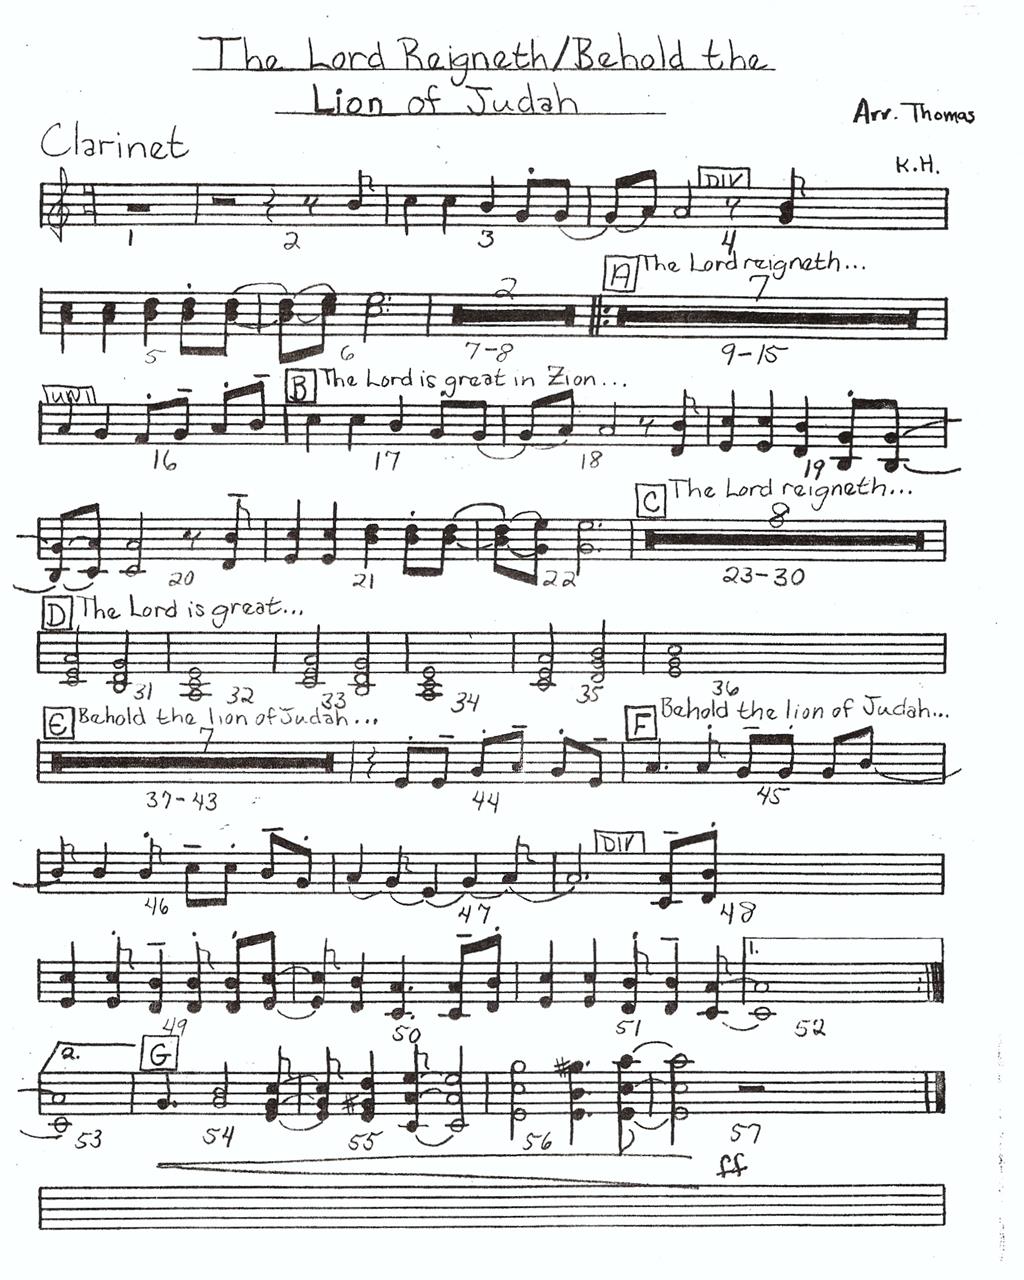 The Lord Reigneth/Behold the
Lion of Judah
Arr. Thomas
Clarinet
K.H.
DIV
1 2 3 4
A The Lord reigneth...
2 7
5 6 7-8 9-15
UNI B The Lord is great in Zion...
16 17 18 19
C The Lord reigneth...
8
20 21 22 23-30
D The Lord is great...
31 32 33 34 35 36
E Behold the lion of Judah... F Behold the lion of Judah...
7
37-43 44 45
DIV
46 47 48
1.
49 50 51 52
2. G
53 54 55 56 57
ff